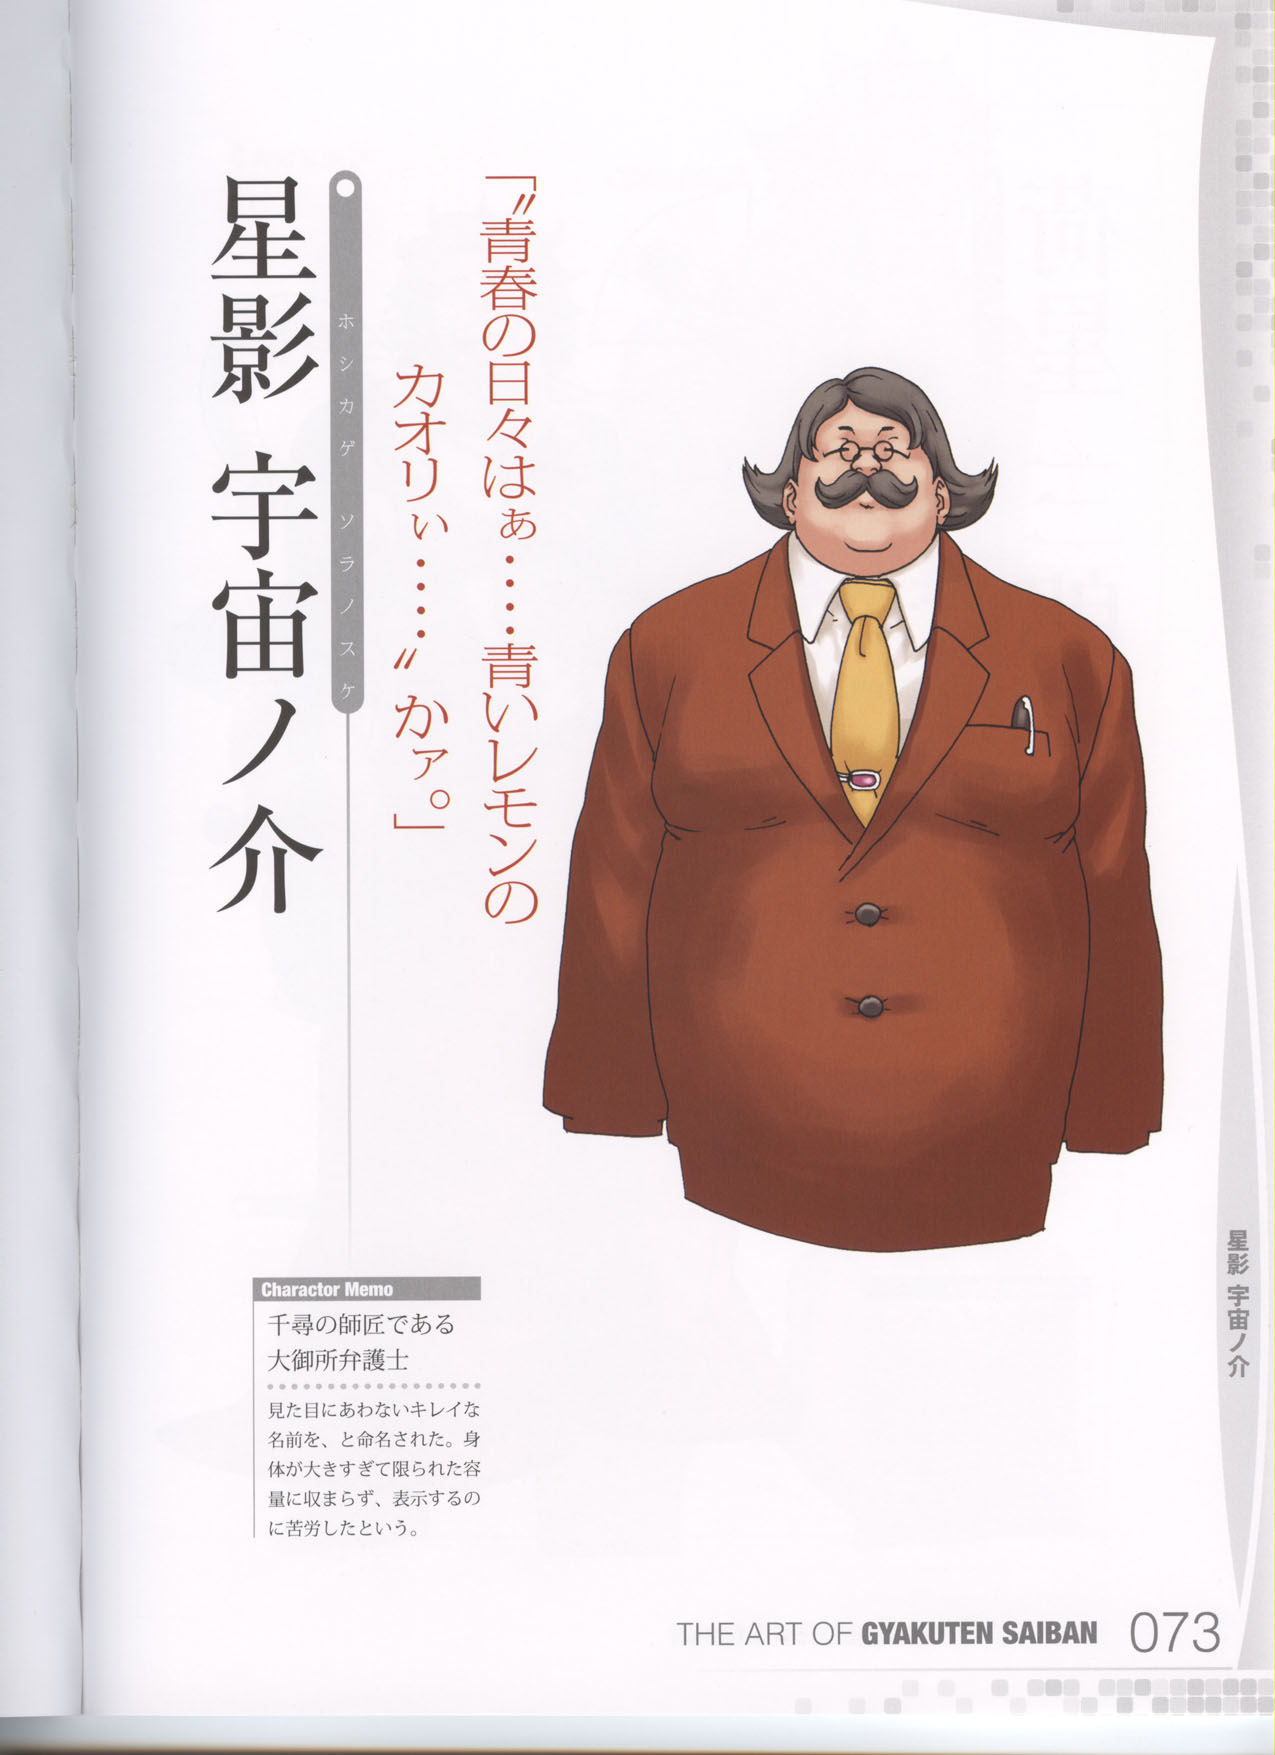 星影 宇宙ノ介
ホシカゲ ソラノスケ
「〝青春の日々はぁ‥‥青いレモンの
カオリぃ‥‥〟かァ。」
Charactor Memo
千尋の師匠である
大御所弁護士
見た目にあわないキレイな
名前を、と命名された。身
体が大きすぎて限られた容
量に収まらず、表示するの
に苦労したという。
星影 宇宙ノ介
THE ART OF GYAKUTEN SAIBAN 073